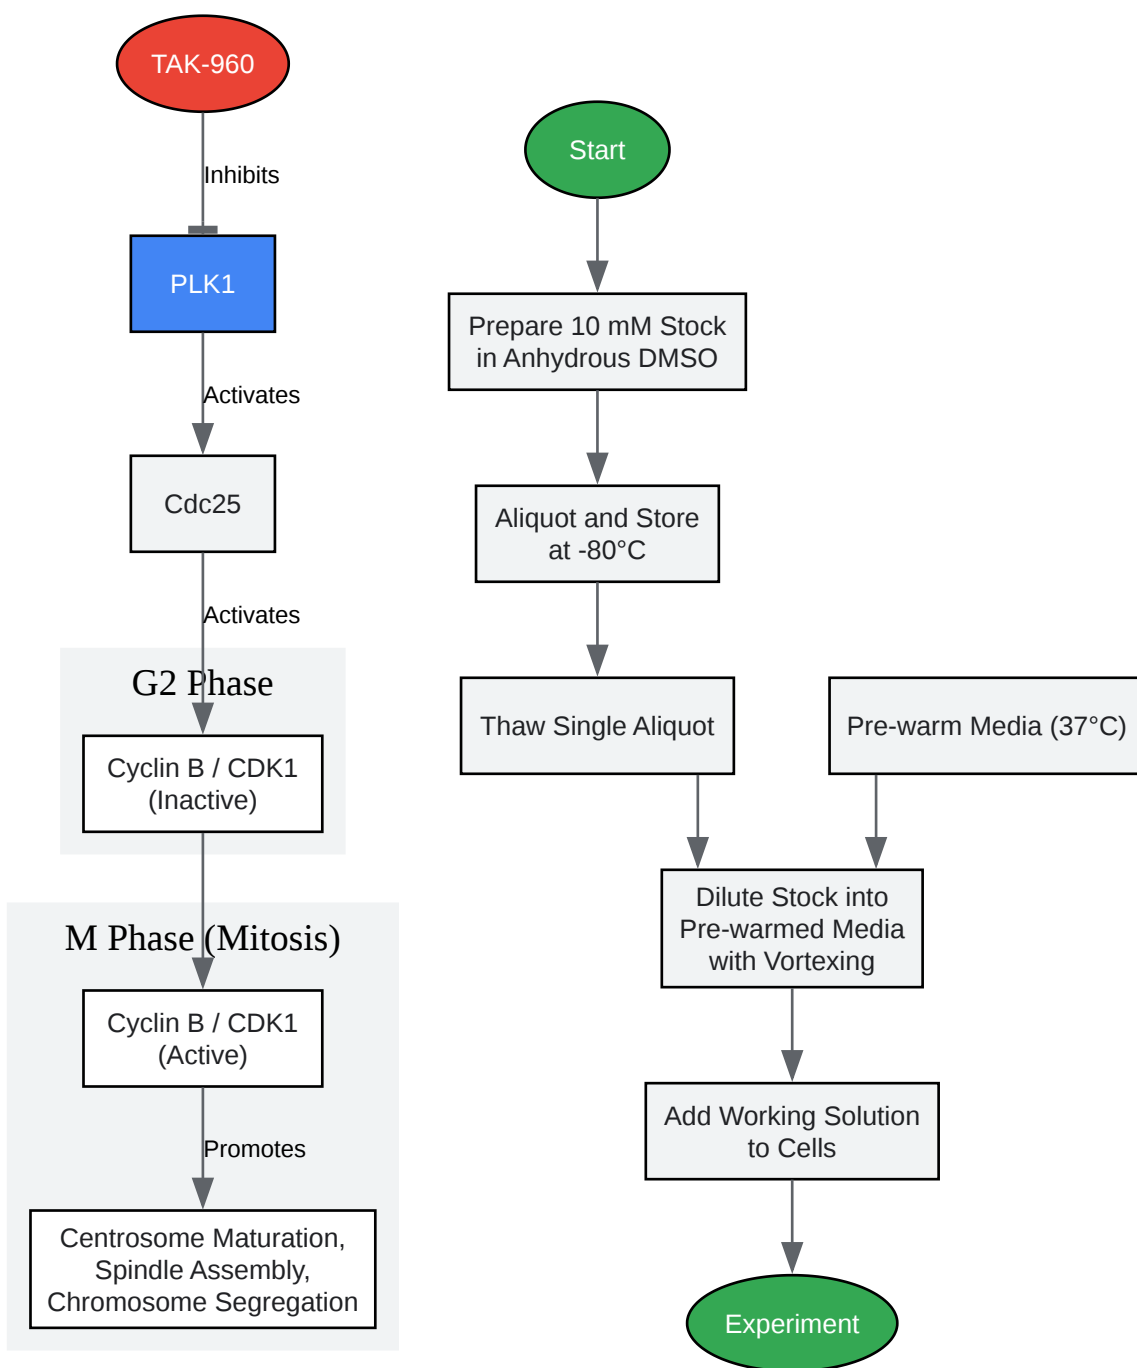 TAK-960
Inhibits
PLK1
Activates
Cdc25
Activates
G2 Phase
Cyclin B / CDK1
(Inactive)
M Phase (Mitosis)
Cyclin B / CDK1
(Active)
Promotes
Centrosome Maturation,
Spindle Assembly,
Chromosome Segregation
Start
Prepare 10 mM Stock
in Anhydrous DMSO
Aliquot and Store
at -80°C
Thaw Single Aliquot
Pre-warm Media (37°C)
Dilute Stock into
Pre-warmed Media
with Vortexing
Add Working Solution
to Cells
Experiment